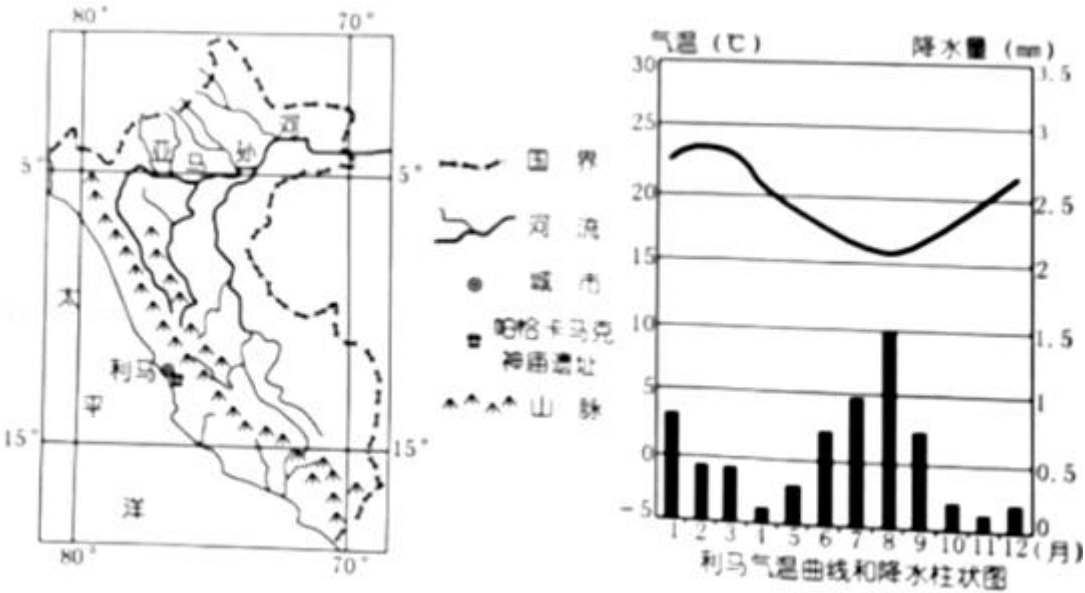 80° 70°
河
亚 马 孙
5° 5°
太
平
洋
利马
15° 15°
80° 70°
国 界
河 流
城 市
帕格卡马克
神庙遗址
山 脉
气温(℃) 降水量(mm)
30 3.5
25 3
20 2.5
15 2
10 1.5
5 1
0 0.5
-5 0
1 2 3 4 5 6 7 8 9 10 11 12(月)
利马气温曲线和降水柱状图